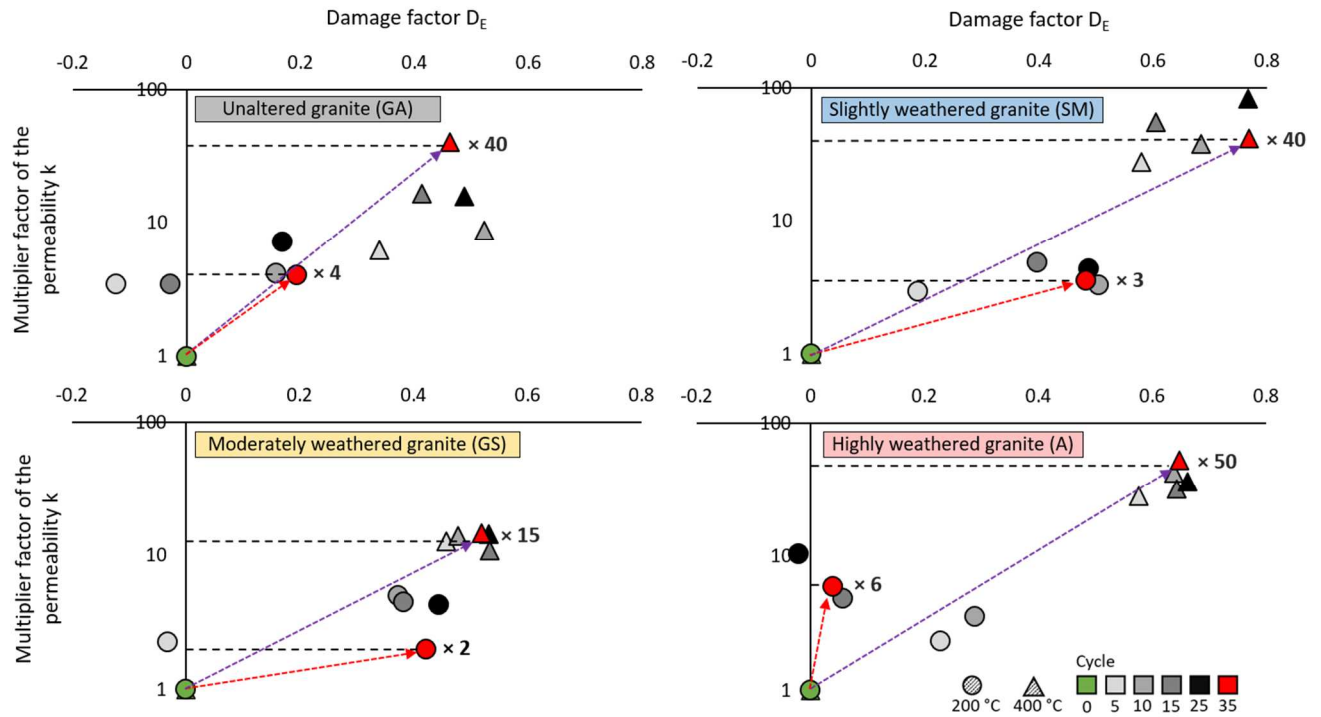 Damage factor D_E
Damage factor D_E
-0.2 0 0.2 0.4 0.6 0.8
-0.2 0 0.2 0.4 0.6 0.8
100
Unaltered granite (GA)
× 40
10
× 4
1
Multiplier factor of the
permeability k
100
Slightly weathered granite (SM)
× 40
10
× 3
1
-0.2 0 0.2 0.4 0.6 0.8
-0.2 0 0.2 0.4 0.6 0.8
100
Moderately weathered granite (GS)
× 15
10
× 2
1
Multiplier factor of the
permeability k
100
Highly weathered granite (A)
× 50
10
× 6
1
Cycle
200 °C 400 °C 0 5 10 15 25 35